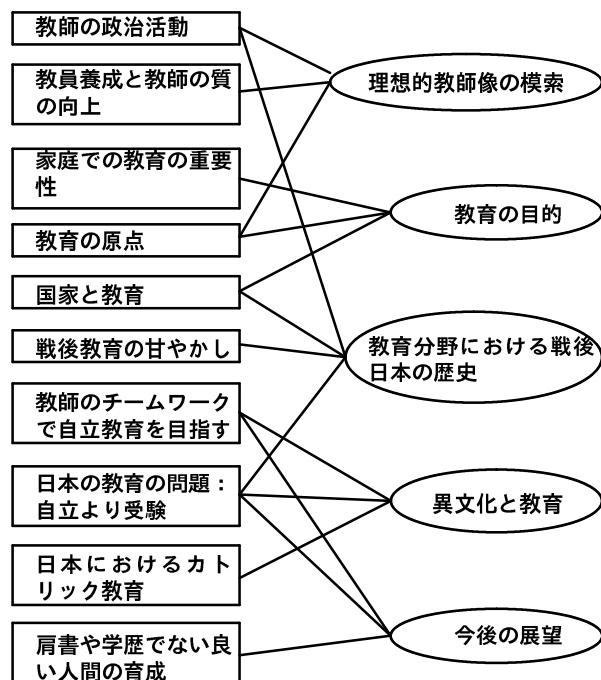 教師の政治活動
教員養成と教師の質
の向上
家庭での教育の重要
性
教育の原点
国家と教育
戦後教育の甘やかし
教師のチームワーク
で自立教育を目指す
日本の教育の問題：
自立より受験
日本におけるカト
リック教育
肩書や学歴でない良
い人間の育成
理想的教師像の模索
教育の目的
教育分野における戦後
日本の歴史
異文化と教育
今後の展望